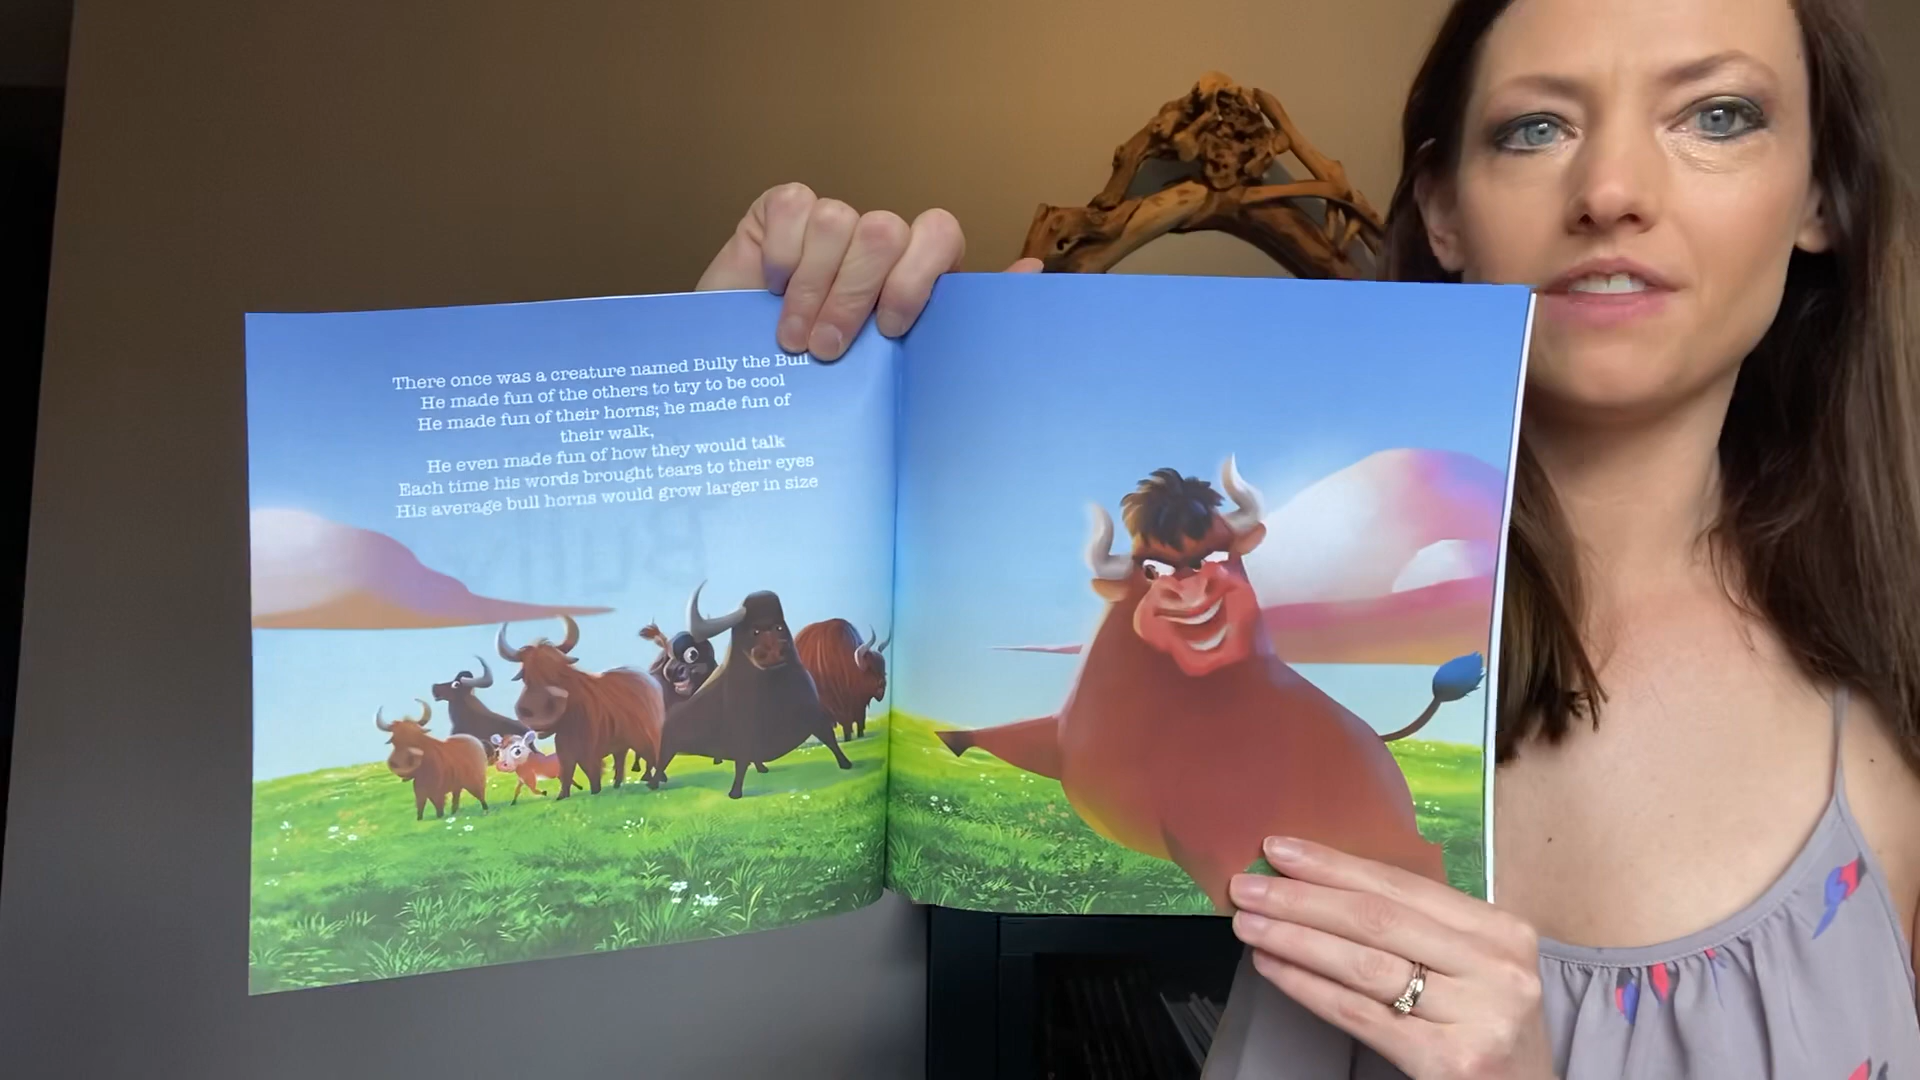 There once was a creature named Bully the Bull
He made fun of the others to try to be cool
He made fun of their horns; he made fun of
their walk,
He even made fun of how they would talk
Each time his words brought tears to their eyes
His average bull horns would grow larger in size